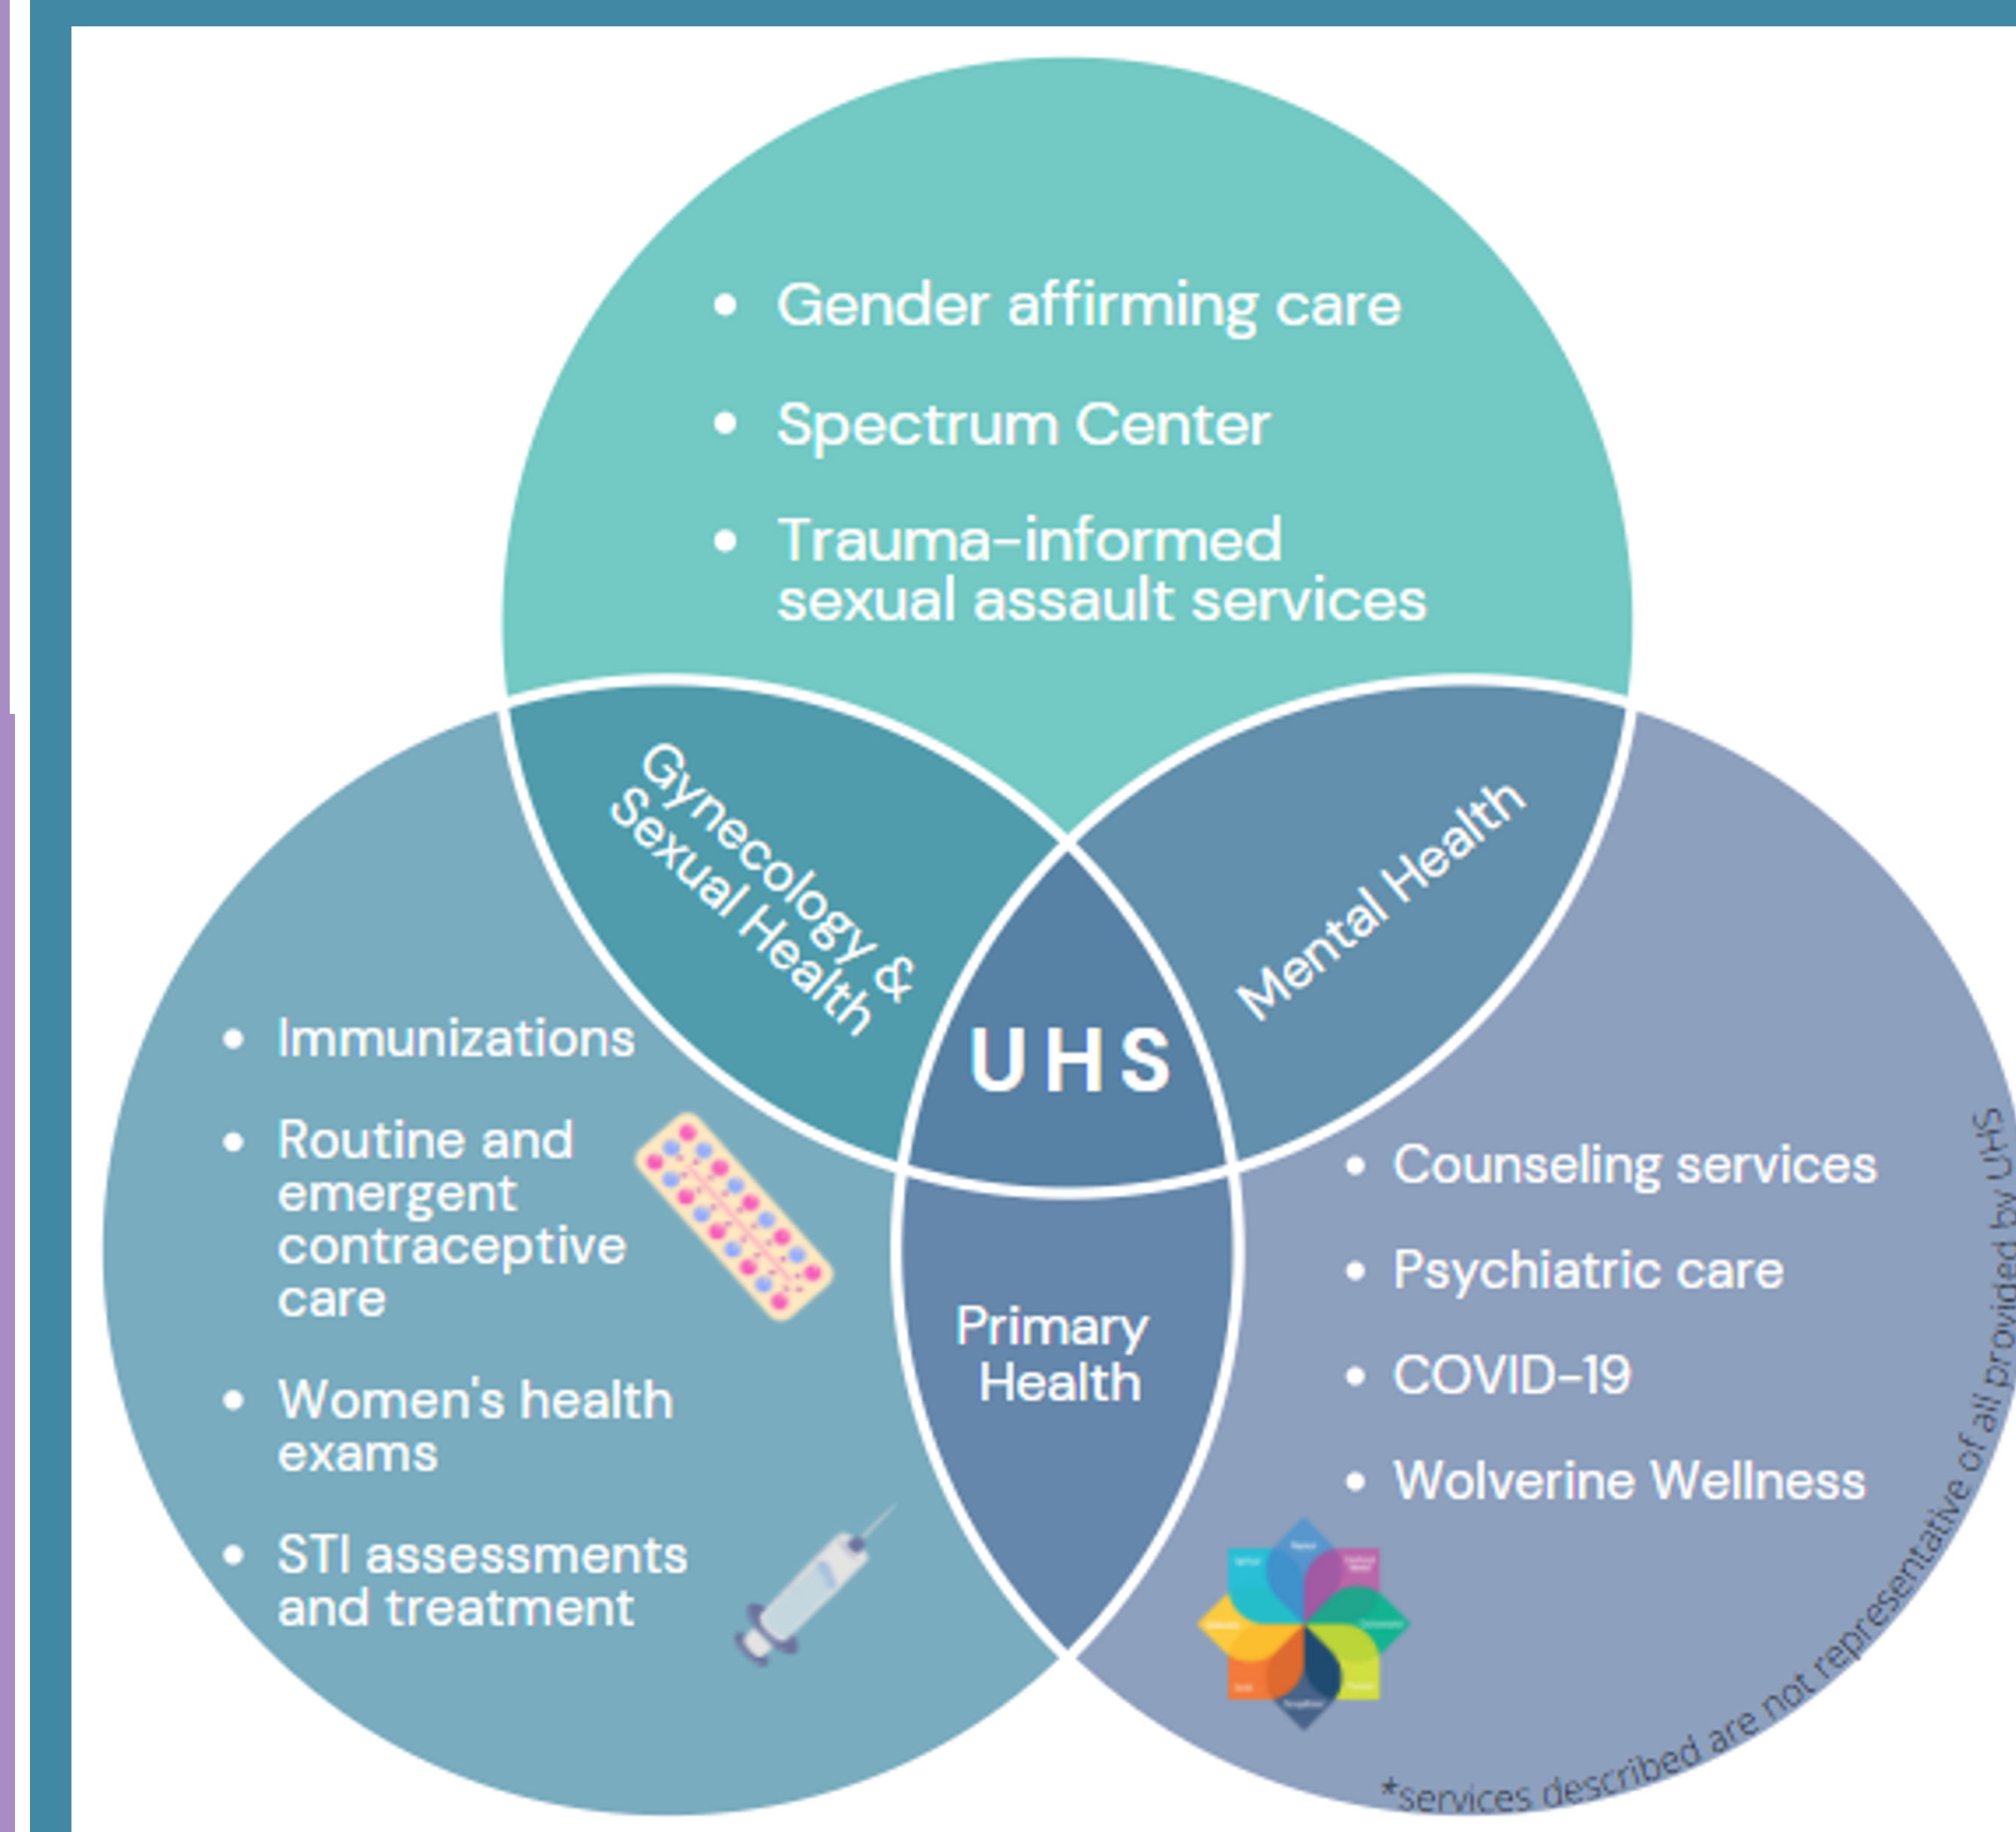 • Gender affirming care
• Spectrum Center
• Trauma-informed
sexual assault services
Gynecology &
Sexual Health
Mental Health
UHS
Primary
Health
• Immunizations
• Routine and
emergent
contraceptive
care
• Women's health
exams
• STI assessments
and treatment
• Counseling services
• Psychiatric care
• COVID-19
• Wolverine Wellness
*services described are not representative of all provided by UHS